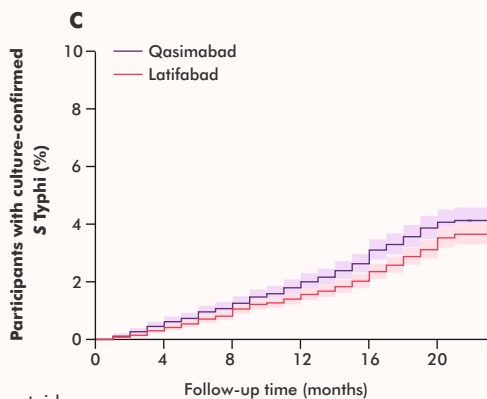 C
10
8
6
4
2
0
Qasimabad
Latifabad
Participants with culture-confirmed
S Typhi (%)
0 4 8 12 16 20
Follow-up time (months)